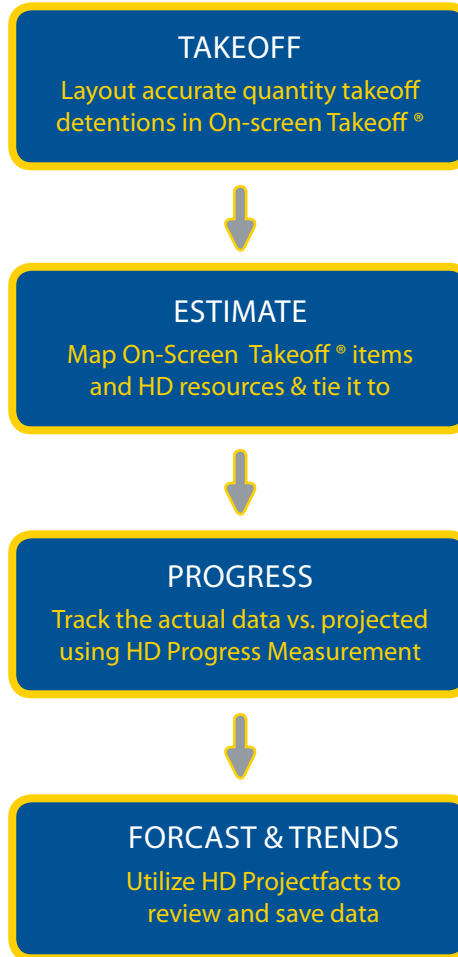 TAKEOFF
Layout accurate quantity takeoff
detentions in On-screen Takeoff ®
ESTIMATE
Map On-Screen Takeoff ® items
and HD resources & tie it to
PROGRESS
Track the actual data vs. projected
using HD Progress Measurement
FORCAST & TRENDS
Utilize HD Projectfacts to
review and save data